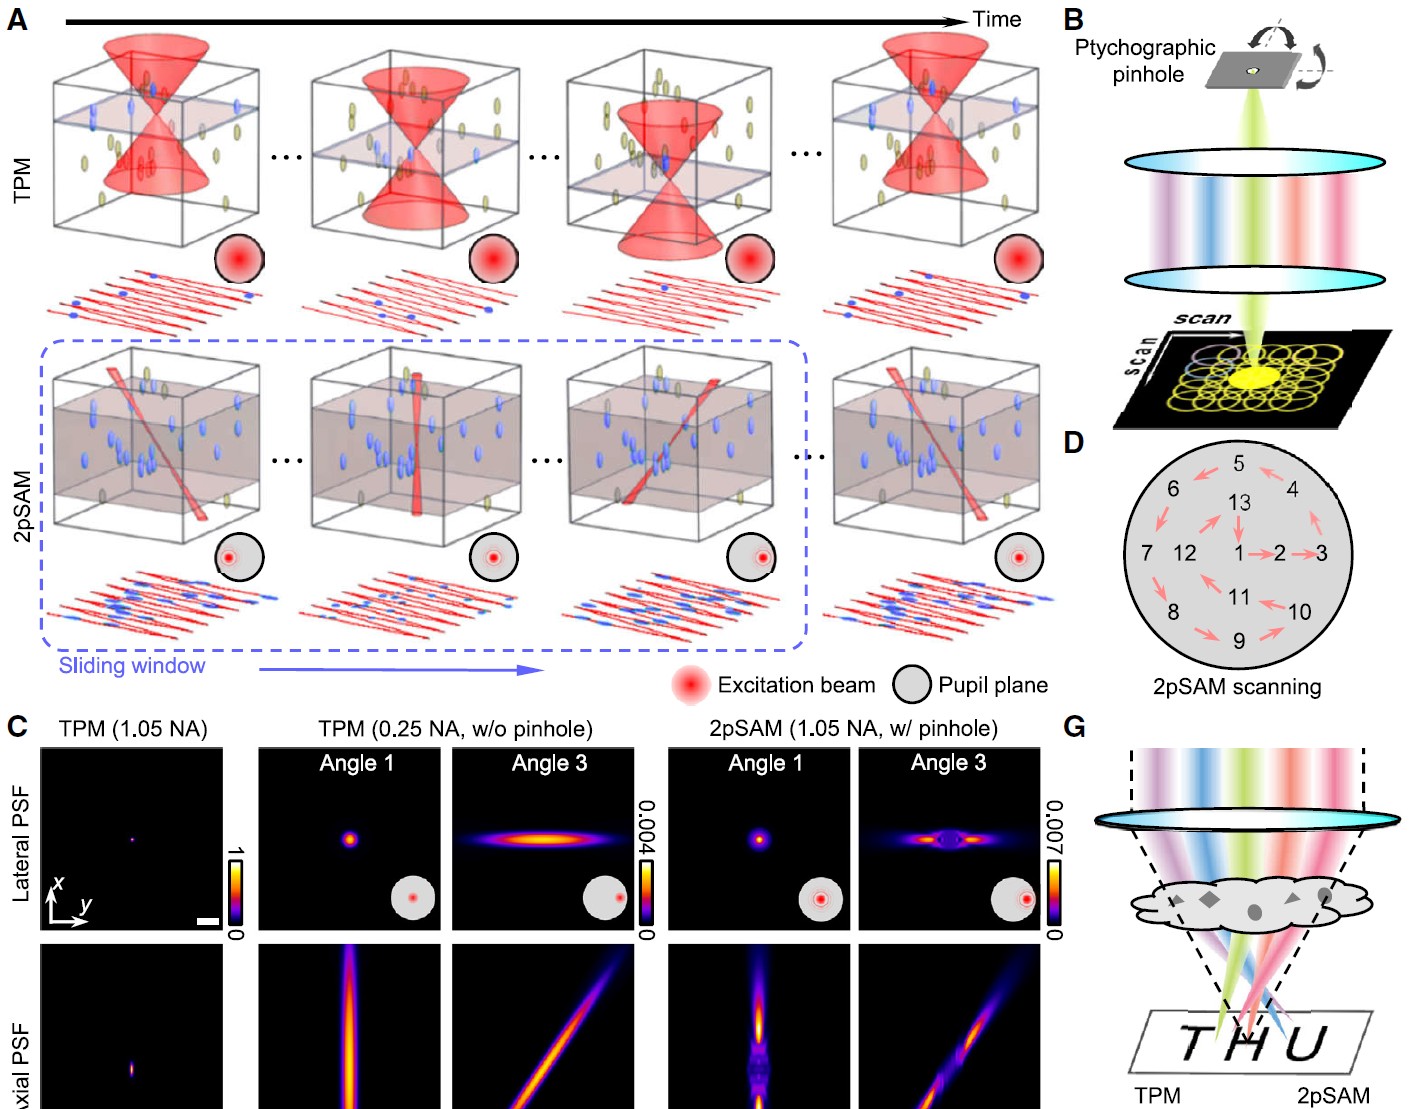 A
Time
B
Ptychographic
pinhole
TPM
scan
scan
D
5
6
4
13
7
12
1
2
3
11
8
10
9
2pSAM scanning
2pSAM
Sliding window
Excitation beam
Pupil plane
C
TPM (1.05 NA)
TPM (0.25 NA, w/o pinhole)
2pSAM (1.05 NA, w/ pinhole)
G
Angle 1
Angle 3
Angle 1
Angle 3
Lateral PSF
x
y
1
0
0.004
0
0.007
0
Axial PSF
THU
TPM
2pSAM